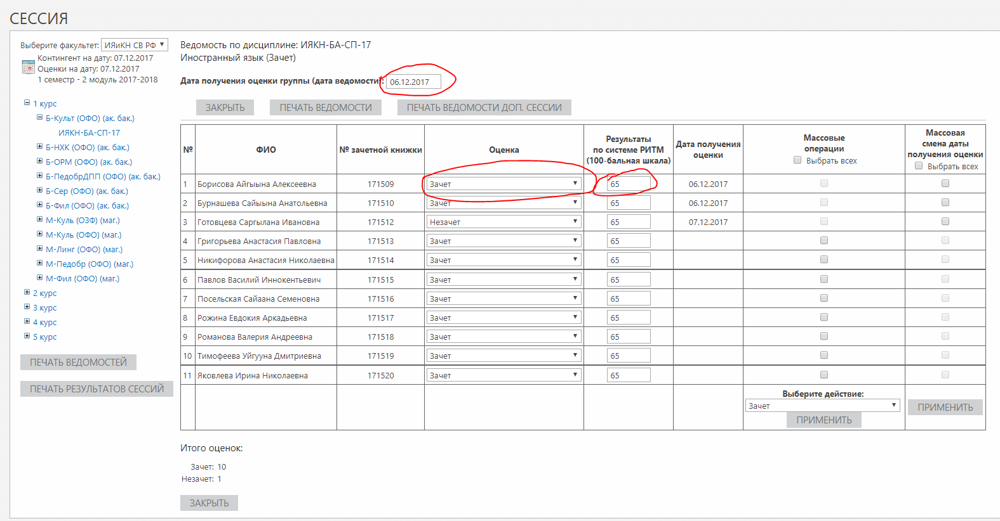 СЕССИЯ
Выберите факультет: ИЯиКН СВ РФ
Контингент на дату: 07.12.2017
Оценки на дату: 07.12.2017
1 семестр - 2 модуль 2017-2018
1 курс
Б-Культ (ОФО) (ак. бак.)
ИЯКН-БА-СП-17
Б-НХК (ОФО) (ак. бак.)
Б-ОРМ (ОФО) (ак. бак.)
Б-ПедобрДПП (ОФО) (ак. бак.)
Б-Сер (ОФО) (ак. бак.)
Б-Фил (ОФО) (ак. бак.)
М-Куль (ОЗФ) (маг.)
М-Куль (ОФО) (маг.)
М-Линг (ОФО) (маг.)
М-Педобр (ОФО) (маг.)
М-Фил (ОФО) (маг.)
2 курс
3 курс
4 курс
5 курс
ПЕЧАТЬ ВЕДОМОСТЕЙ
ПЕЧАТЬ РЕЗУЛЬТАТОВ СЕССИЙ
Ведомость по дисциплине: ИЯКН-БА-СП-17
Иностранный язык (Зачет)
Дата получения оценки группы (дата ведомости): 06.12.2017
ЗАКРЫТЬ ПЕЧАТЬ ВЕДОМОСТИ ПЕЧАТЬ ВЕДОМОСТИ ДОП. СЕССИИ
№ ФИО № зачетной книжки Оценка
Результаты
по системе РИТМ
(100-бальная шкала)
Дата получения
оценки
Массовые
операции
Выбрать всех
Массовая
смена даты
получения оценки
Выбрать всех
1 Борисова Айгыына Алексеевна 171509 Зачет 65 06.12.2017
2 Бурнашева Сайыына Анатольевна 171510 Зачет 65 06.12.2017
3 Готовцева Саргылана Ивановна 171512 Незачет 65 07.12.2017
4 Григорьева Анастасия Павловна 171513 Зачет 65
5 Никифорова Анастасия Николаевна 171514 Зачет 65
6 Павлов Василий Иннокентьевич 171515 Зачет 65
7 Посельская Сайаана Семеновна 171516 Зачет 65
8 Рожина Евдокия Аркадьевна 171517 Зачет 65
9 Романова Валерия Андреевна 171518 Зачет 65
10 Тимофеева Уйгууна Дмитриевна 171519 Зачет 65
11 Яковлева Ирина Николаевна 171520 Зачет 65
Выберите действие:
Зачет
ПРИМЕНИТЬ
ПРИМЕНИТЬ
Итого оценок:
Зачет: 10
Незачет: 1
ЗАКРЫТЬ